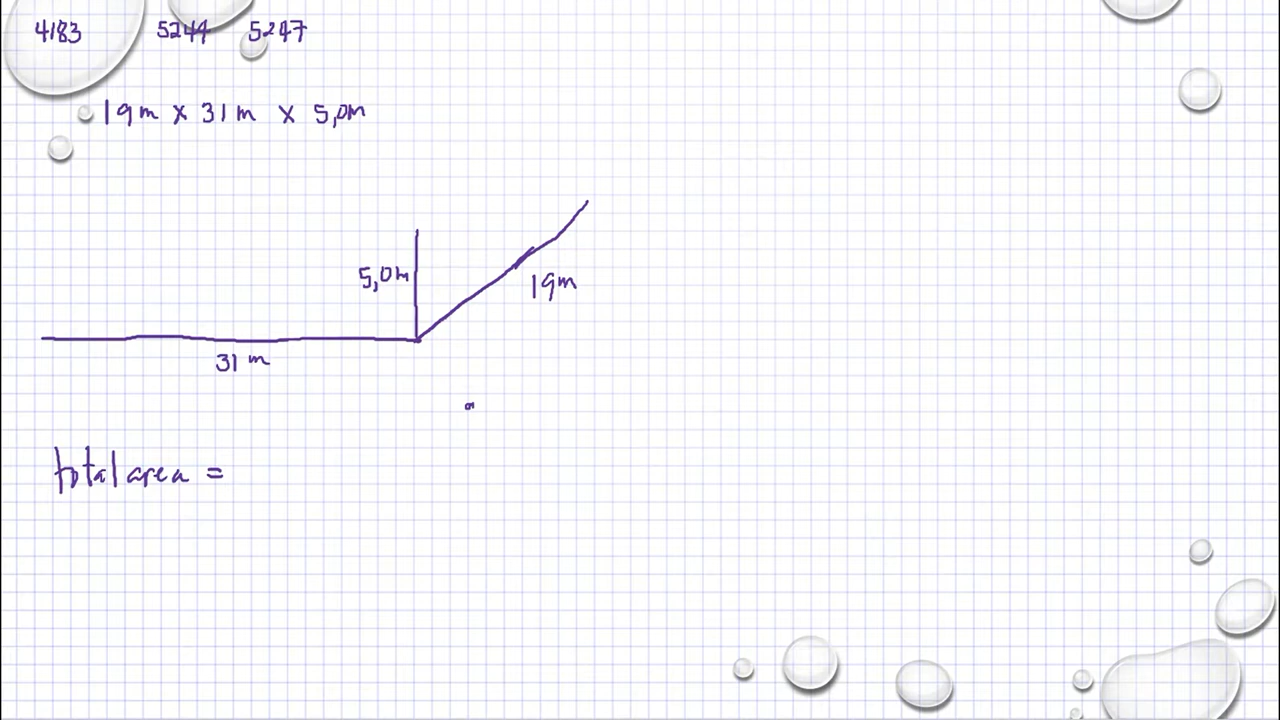 4183 5244 5247
19m x 31m x 5,0m
5,0m
19m
31 m
total area =